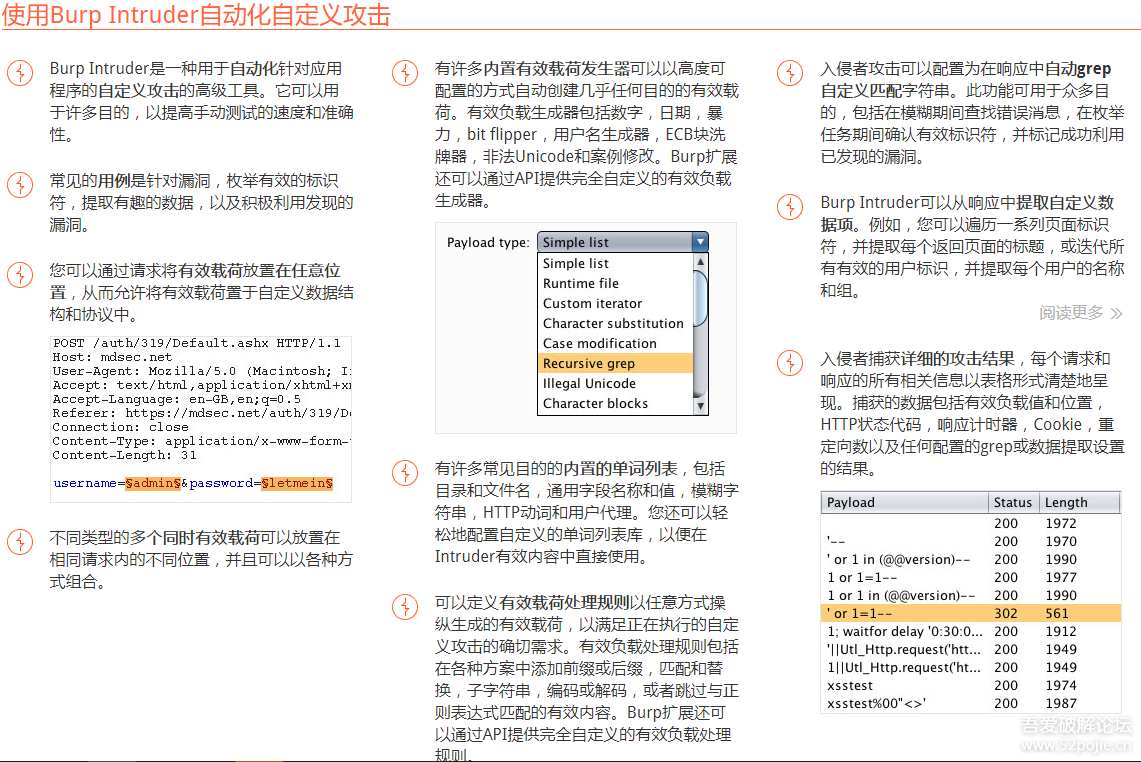 使用Burp Intruder自动化自定义攻击
Burp Intruder是一种用于自动化针对应用
程序的自定义攻击的高级工具。它可以用
于许多目的，以提高手动测试的速度和准确
性。
常见的用例是针对漏洞，枚举有效的标识
符，提取有趣的数据，以及积极利用发现的
漏洞。
您可以通过请求将有效载荷放置在任意位
置，从而允许将有效载荷置于自定义数据结
构和协议中。
POST /auth/319/Default.ashx HTTP/1.1
Host: mdsec.net
User-Agent: Mozilla/5.0 (Macintosh;
Accept: text/html,application/xhtml+x
Accept-Language: en-GB,en;q=0.5
Referer: https://mdsec.net/auth/319/D
Connection: close
Content-Type: application/x-www-form-
Content-Length: 31
username=§admin§&password=§letmein§
不同类型的多个同时有效载荷可以放置在
相同请求内的不同位置，并且可以以各种方
式组合。
有许多内置有效载荷发生器可以以高度可
配置的方式自动创建几乎任何目的的有效载
荷。有效负载生成器包括数字，日期，暴
力，bit flipper，用户名生成器，ECB块洗
牌器，非法Unicode和案例修改。Burp扩展
还可以通过API提供完全自定义的有效负载
生成器。
Payload type: Simple list
Simple list
Runtime file
Custom iterator
Character substitution
Case modification
Recursive grep
Illegal Unicode
Character blocks
有许多常见目的的内置的单词列表，包括
目录和文件名，通用字段名称和值，模糊字
符串，HTTP动词和用户代理。您还可以轻
松地配置自定义的单词列表库，以便在
Intruder有效内容中直接使用。
可以定义有效载荷处理规则以任意方式操
纵生成的有效载荷，以满足正在执行的自定
义攻击的确切需求。有效负载处理规则包括
在各种方案中添加前缀或后缀，匹配和替
换，子字符串，编码或解码，或者跳过与正
则表达式匹配的有效内容。Burp扩展还可
以通过API提供完全自定义的有效负载处理
规则。
入侵者攻击可以配置为在响应中自动grep
自定义匹配字符串。此功能可用于众多目
的，包括在模糊期间查找错误消息，在枚举
任务期间确认有效标识符，并标记成功利用
已发现的漏洞。
Burp Intruder可以从响应中提取自定义数
据项。例如，您可以遍历一系列页面标识
符，并提取每个返回页面的标题，或迭代所
有有效的用户标识，并提取每个用户的名称
和组。
阅读更多
入侵者捕获详细的攻击结果，每个请求和
响应的所有相关信息以表格形式清楚地呈
现。捕获的数据包括有效负载值和位置，
HTTP状态代码，响应计时器，Cookie，重
定向数以及任何配置的grep或数据提取设置
的结果。
Payload Status Length
200 1972
'-- 200 1970
' or 1 in (@@version)-- 200 1990
1 or 1=1-- 200 1977
1 or 1 in (@@version)-- 200 1990
' or 1=1-- 302 561
1; waitfor delay '0:30:0... 200 1912
'||Utl_Http.request('htt... 200 1949
1||Utl_Http.request('ht... 200 1949
xsstest 200 1974
xsstest%00"<>' 200 1987
吾爱破解论坛
www.52pojie.cn